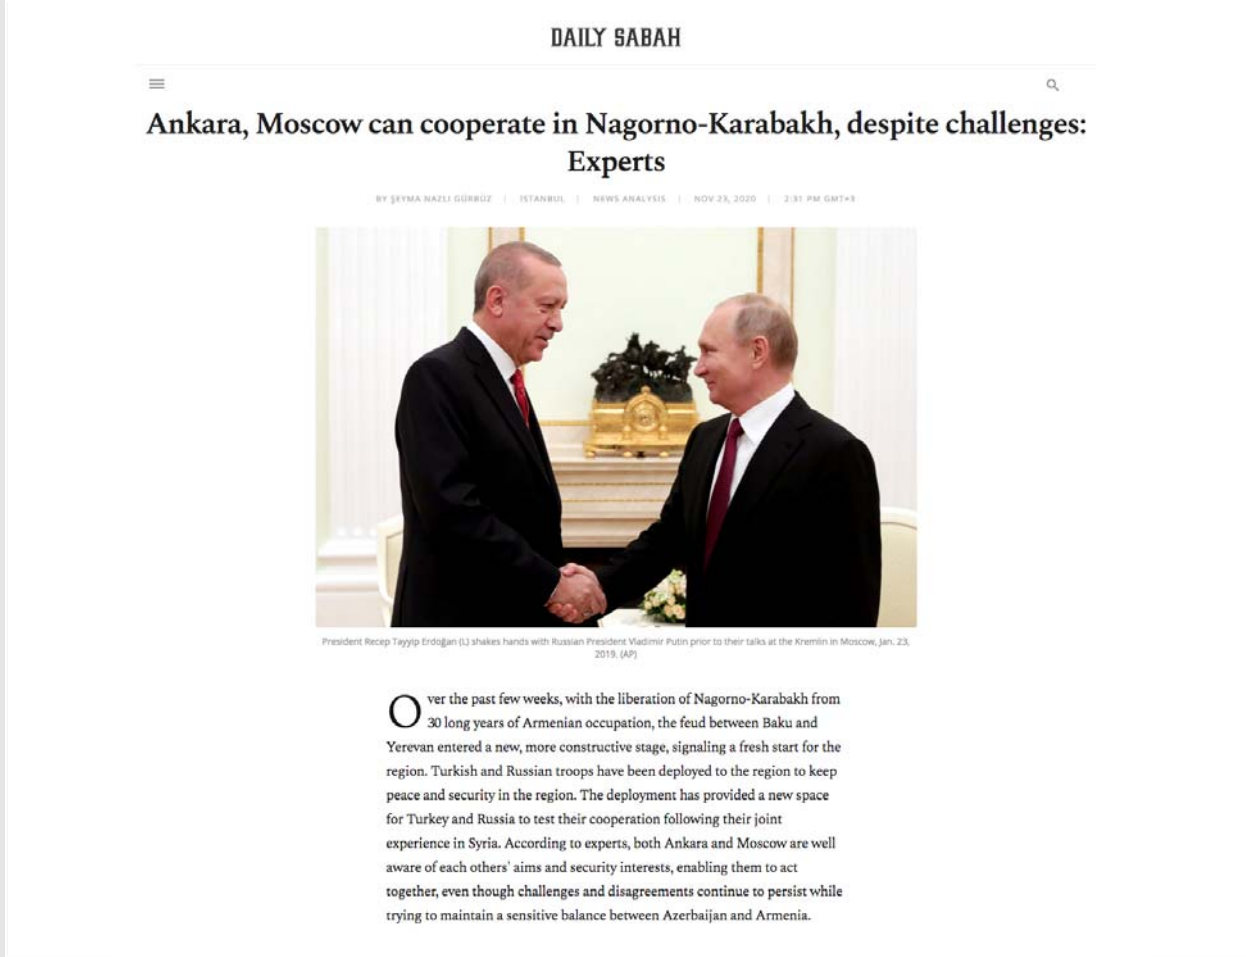 DAILY SABAH
Ankara, Moscow can cooperate in Nagorno-Karabakh, despite challenges:
Experts
BY ŞEYMA NAZLI GÜRBÜZ | ISTANBUL | NEWS ANALYSIS | NOV 23, 2020 | 2:31 PM GMT+3
President Recep Tayyip Erdoğan (L) shakes hands with Russian President Vladimir Putin prior to their talks at the Kremlin in Moscow, Jan. 23,
2019. (AP)
Over the past few weeks, with the liberation of Nagorno-Karabakh from
30 long years of Armenian occupation, the feud between Baku and
Yerevan entered a new, more constructive stage, signaling a fresh start for the
region. Turkish and Russian troops have been deployed to the region to keep
peace and security in the region. The deployment has provided a new space
for Turkey and Russia to test their cooperation following their joint
experience in Syria. According to experts, both Ankara and Moscow are well
aware of each others' aims and security interests, enabling them to act
together, even though challenges and disagreements continue to persist while
trying to maintain a sensitive balance between Azerbaijan and Armenia.